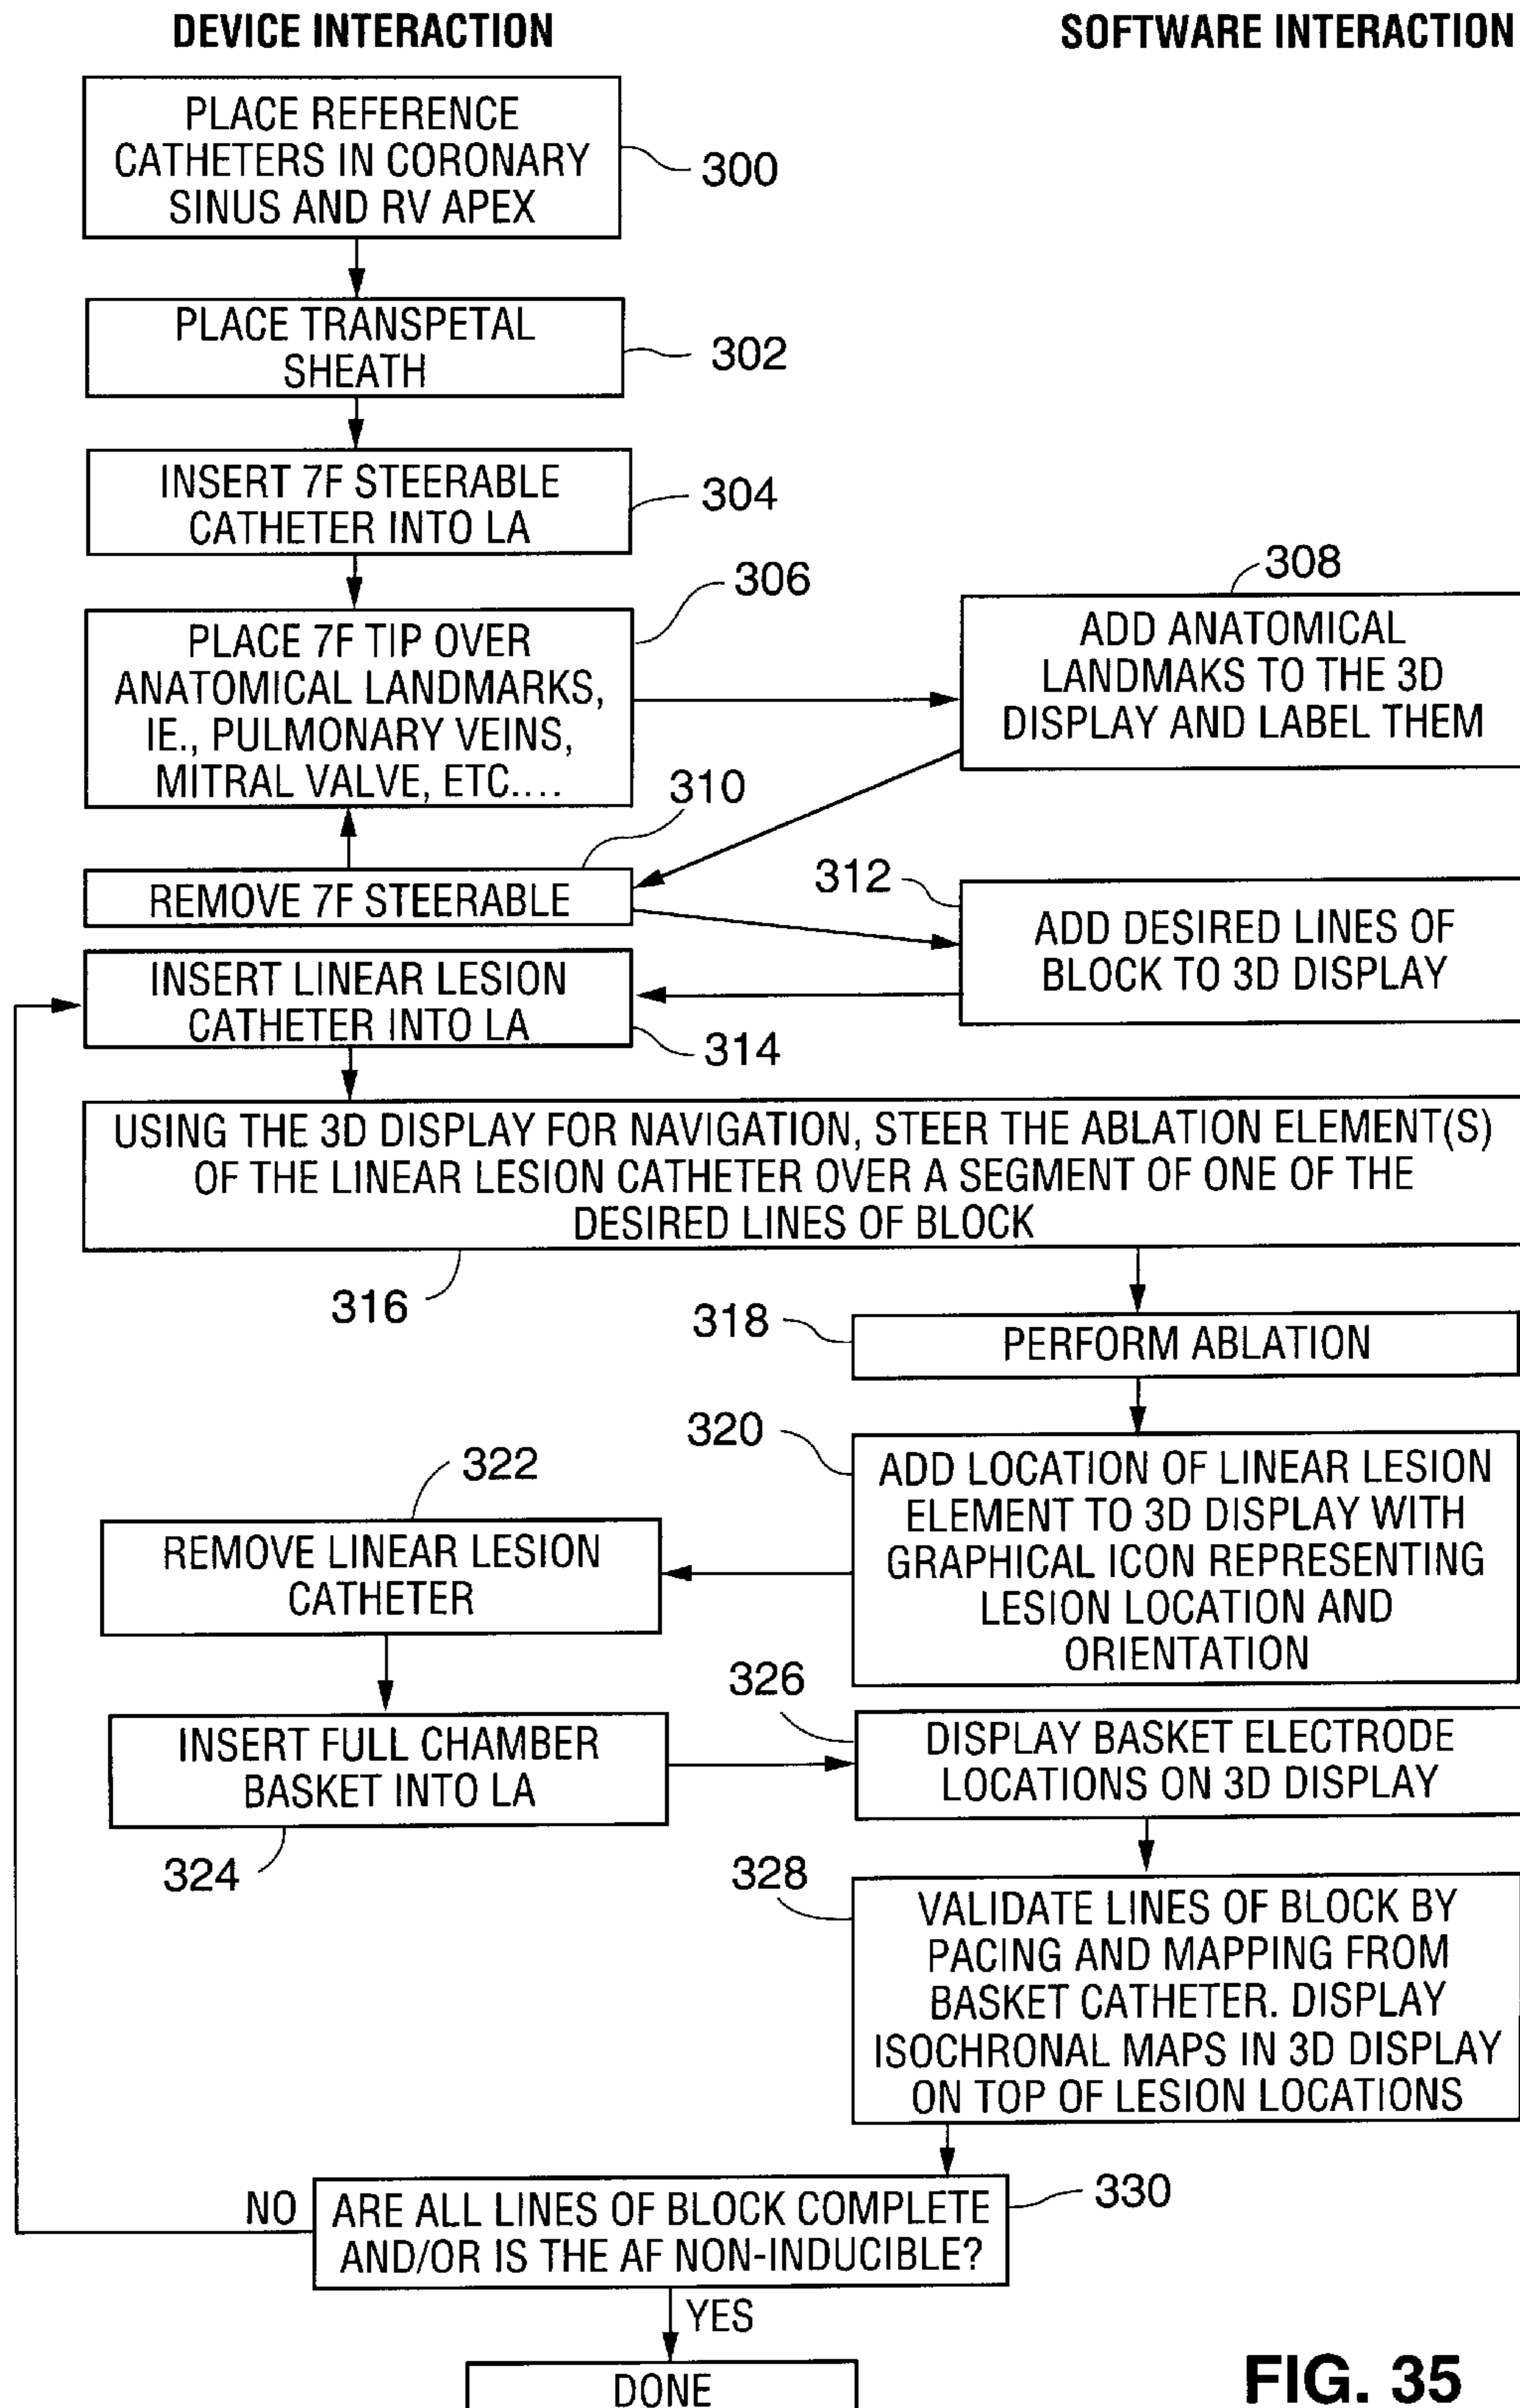 DEVICE INTERACTION
SOFTWARE INTERACTION
PLACE REFERENCE
CATHETERS IN CORONARY
SINUS AND RV APEX
300
PLACE TRANSPETAL
SHEATH
302
INSERT 7F STEERABLE
CATHETER INTO LA
304
306
PLACE 7F TIP OVER
ANATOMICAL LANDMARKS,
IE., PULMONARY VEINS,
MITRAL VALVE, ETC....
308
ADD ANATOMICAL
LANDMAKS TO THE 3D
DISPLAY AND LABEL THEM
310
REMOVE 7F STEERABLE
312
ADD DESIRED LINES OF
BLOCK TO 3D DISPLAY
INSERT LINEAR LESION
CATHETER INTO LA
314
USING THE 3D DISPLAY FOR NAVIGATION, STEER THE ABLATION ELEMENT(S)
OF THE LINEAR LESION CATHETER OVER A SEGMENT OF ONE OF THE
DESIRED LINES OF BLOCK
316
318
PERFORM ABLATION
320
ADD LOCATION OF LINEAR LESION
ELEMENT TO 3D DISPLAY WITH
GRAPHICAL ICON REPRESENTING
LESION LOCATION AND
ORIENTATION
322
REMOVE LINEAR LESION
CATHETER
INSERT FULL CHAMBER
BASKET INTO LA
324
326
DISPLAY BASKET ELECTRODE
LOCATIONS ON 3D DISPLAY
328
VALIDATE LINES OF BLOCK BY
PACING AND MAPPING FROM
BASKET CATHETER. DISPLAY
ISOCHRONAL MAPS IN 3D DISPLAY
ON TOP OF LESION LOCATIONS
NO
ARE ALL LINES OF BLOCK COMPLETE
AND/OR IS THE AF NON-INDUCIBLE?
330
YES
DONE
FIG. 35